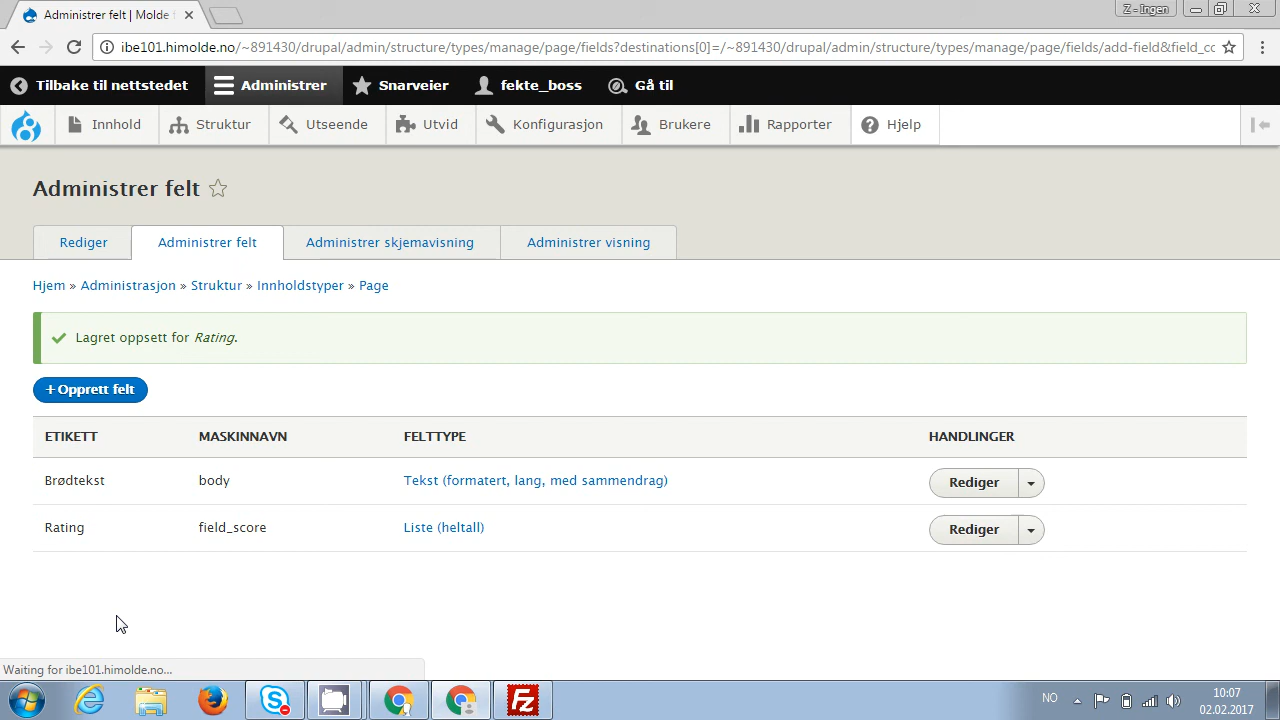 Administrer felt | Molde
Z - Ingen
ibe101.himolde.no/~891430/drupal/admin/structure/types/manage/page/fields?destinations[0]=/~891430/drupal/admin/structure/types/manage/page/fields/add-field&field_cc
Tilbake til nettstedet Administrer Snarveier fekte_boss Gå til
Innhold Struktur Utseende Utvid Konfigurasjon Brukere Rapporter Hjelp
Administrer felt
Rediger Administrer felt Administrer skjemavisning Administrer visning
Hjem » Administrasjon » Struktur » Innholdstyper » Page
Lagret oppsett for Rating.
+ Opprett felt
ETIKETT MASKINNAVN FELTTYPE HANDLINGER
Brødtekst body Tekst (formatert, lang, med sammendrag) Rediger
Rating field_score Liste (heltall) Rediger
Waiting for ibe101.himolde.no...
NO 10:07
02.02.2017